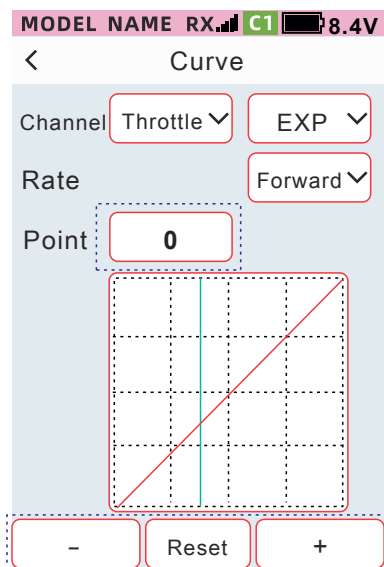 MODEL NAME RX C1 8.4V
< Curve
Channel Throttle EXP
Rate Forward
Point 0
- Reset +